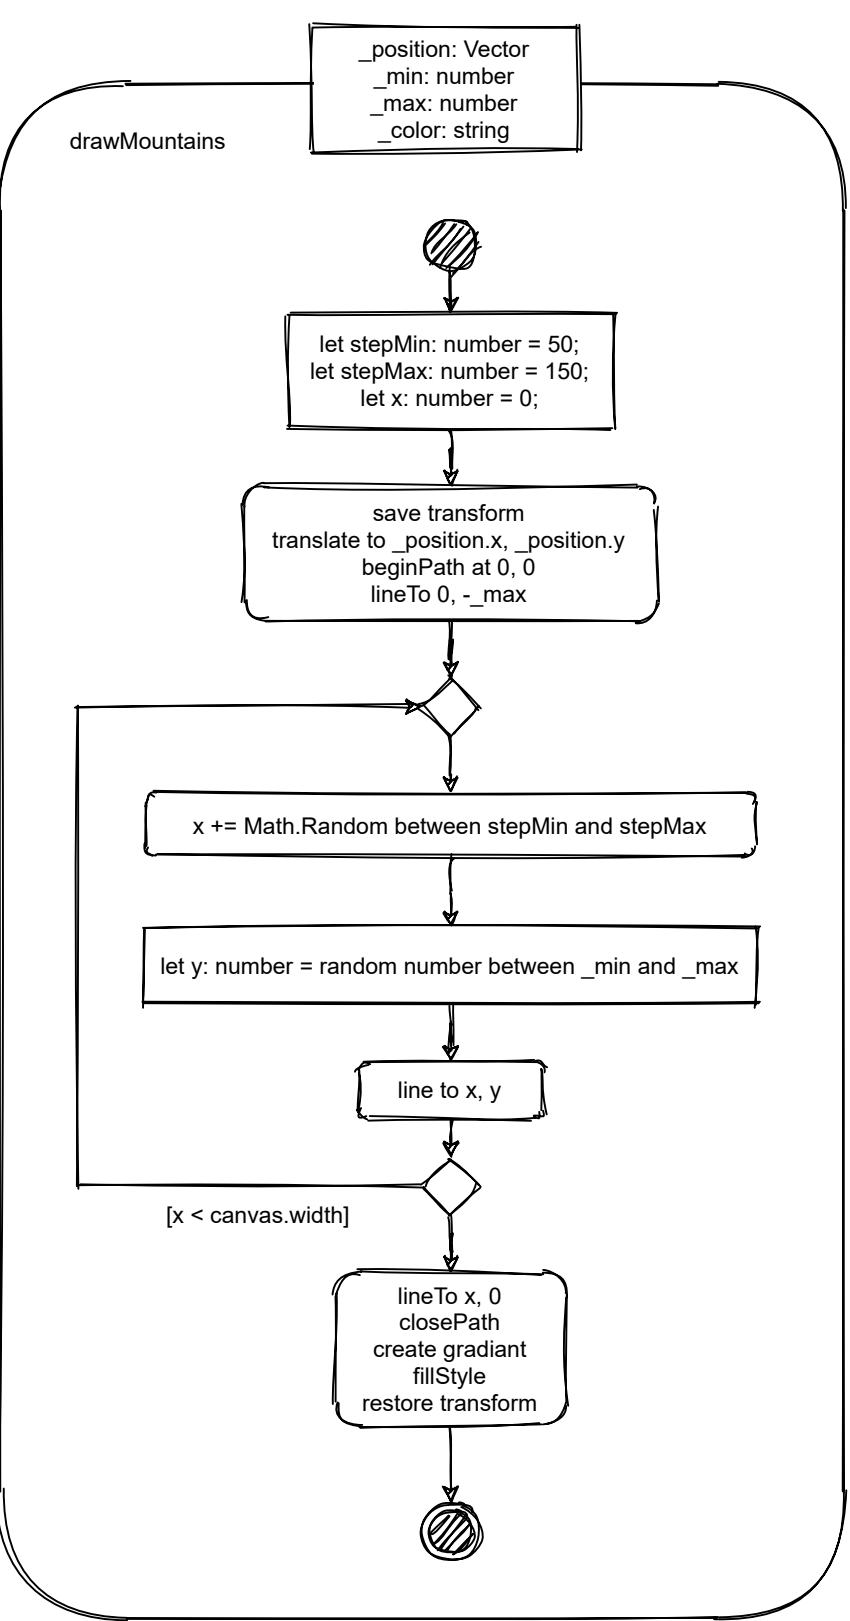 _position: Vector
_min: number
_max: number
_color: string
drawMountains
let stepMin: number = 50;
let stepMax: number = 150;
let x: number = 0;
save transform
translate to _position.x, _position.y
beginPath at 0, 0
lineTo 0, -_max
x += Math.Random between stepMin and stepMax
let y: number = random number between _min and _max
line to x, y
[x < canvas.width]
lineTo x, 0
closePath
create gradiant
fillStyle
restore transform